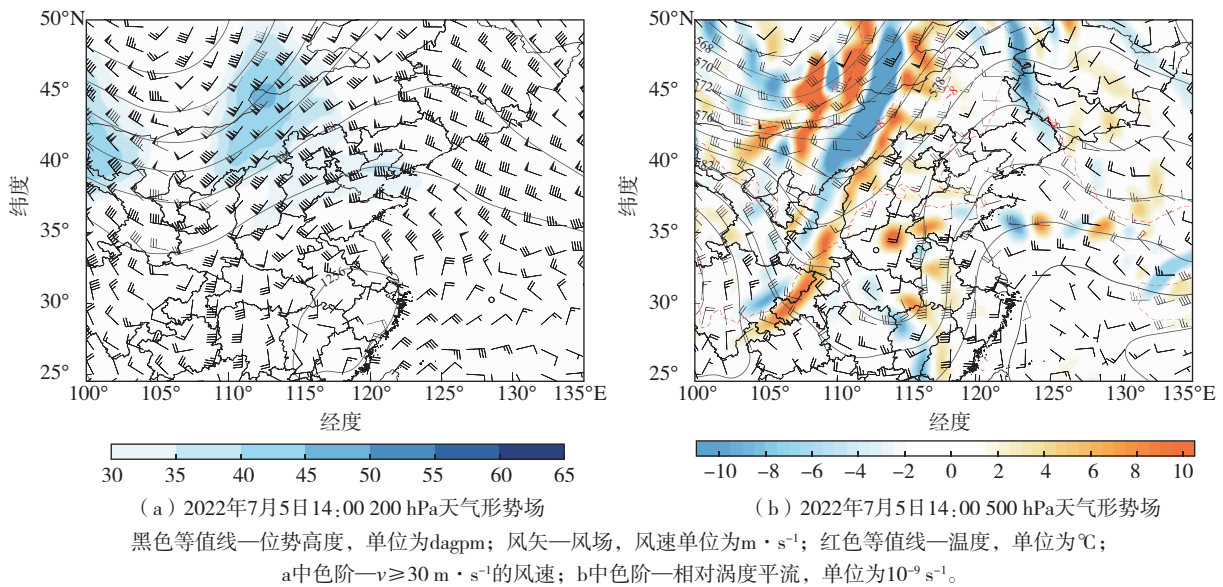 50°N
45°
40°
35°
30°
25°
纬度
100° 105° 110° 115° 120° 125° 130° 135°E
经度
30 35 40 45 50 55 60 65
（a）2022年7月5日14:00 200 hPa天气形势场
50°N
45°
40°
35°
30°
25°
纬度
568
570
572
576
582
578
100° 105° 110° 115° 120° 125° 130° 135°E
经度
−10 −8 −6 −4 −2 0 2 4 6 8 10
（b）2022年7月5日14:00 500 hPa天气形势场
黑色等值线—位势高度，单位为dagpm；风矢—风场，风速单位为m·s⁻¹；红色等值线—温度，单位为℃；
a中色阶—v≥30 m·s⁻¹的风速；b中色阶—相对涡度平流，单位为10⁻⁹ s⁻¹。